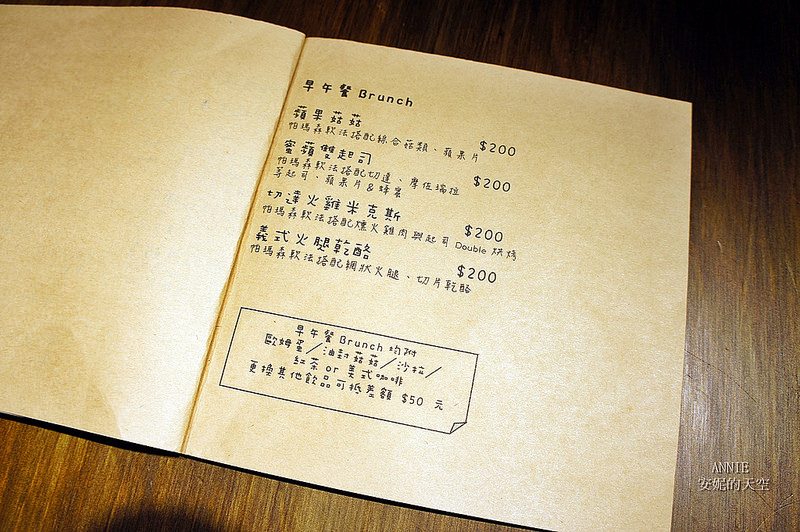 早午餐 Brunch
蘋果菇菇
帕瑪森軟法搭配綜合菇類、蘋果片
$200
蜜蘋雙起司
帕瑪森軟法搭配切達、摩佐瑞拉
等起司、蘋果片&蜂蜜
$200
切達火雞米克斯
帕瑪森軟法搭配燻火雞肉與起司 Double 烘烤
$200
義式火腿乾酪
帕瑪森軟法搭配網狀火腿、切片乾酪
$200
早午餐 Brunch 均附
歐姆蛋／油封菇菇／沙拉／
紅茶 or 美式咖啡
更換其他飲品可抵差額 $50 元
ANNIE
安妮的天空